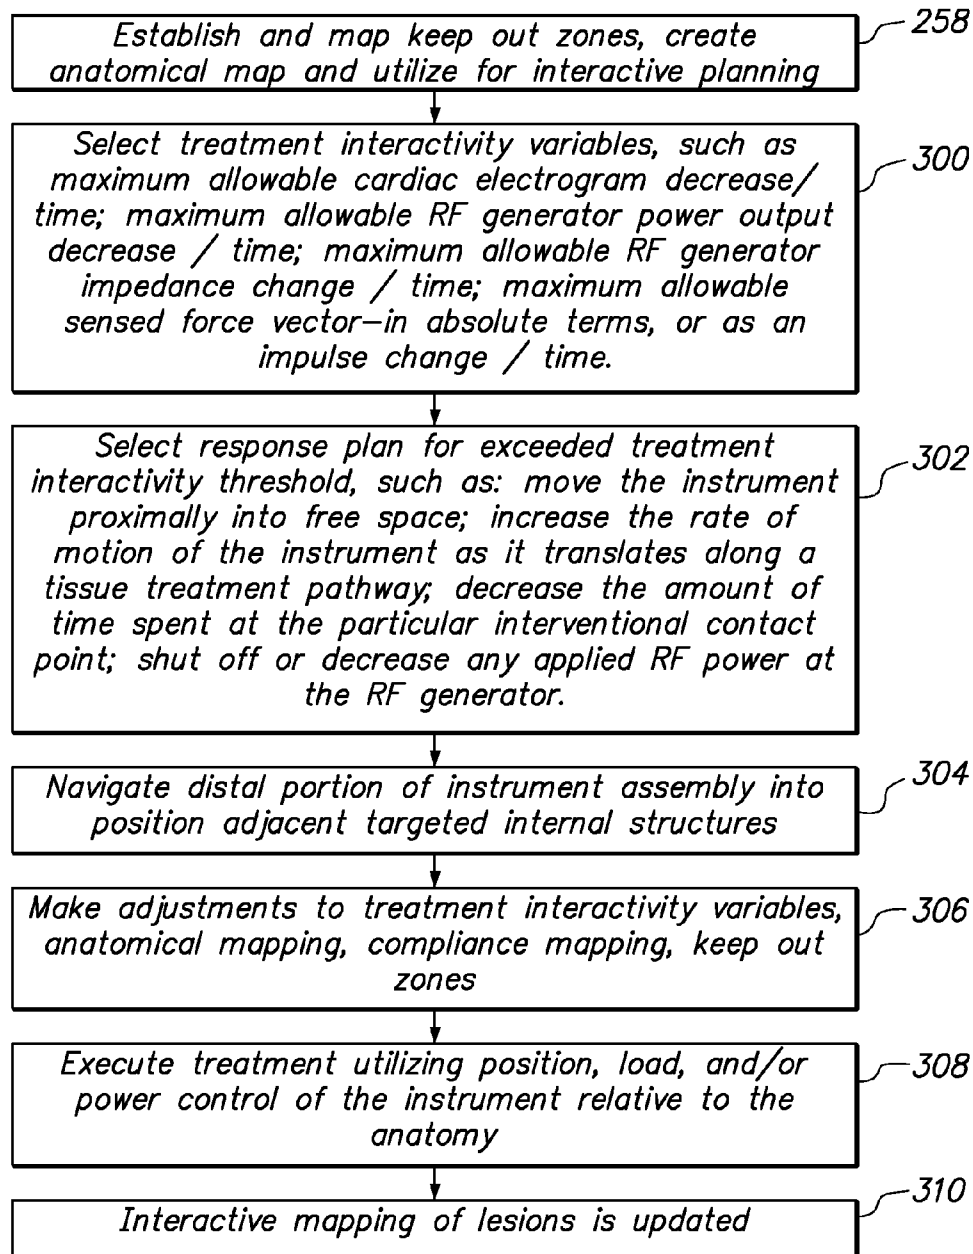 Establish and map keep out zones, create
anatomical map and utilize for interactive planning
258
Select treatment interactivity variables, such as
maximum allowable cardiac electrogram decrease/
time; maximum allowable RF generator power output
decrease / time; maximum allowable RF generator
impedance change / time; maximum allowable
sensed force vector—in absolute terms, or as an
impulse change / time.
300
Select response plan for exceeded treatment
interactivity threshold, such as: move the instrument
proximally into free space; increase the rate of
motion of the instrument as it translates along a
tissue treatment pathway; decrease the amount of
time spent at the particular interventional contact
point; shut off or decrease any applied RF power at
the RF generator.
302
Navigate distal portion of instrument assembly into
position adjacent targeted internal structures
304
Make adjustments to treatment interactivity variables,
anatomical mapping, compliance mapping, keep out
zones
306
Execute treatment utilizing position, load, and/or
power control of the instrument relative to the
anatomy
308
Interactive mapping of lesions is updated
310